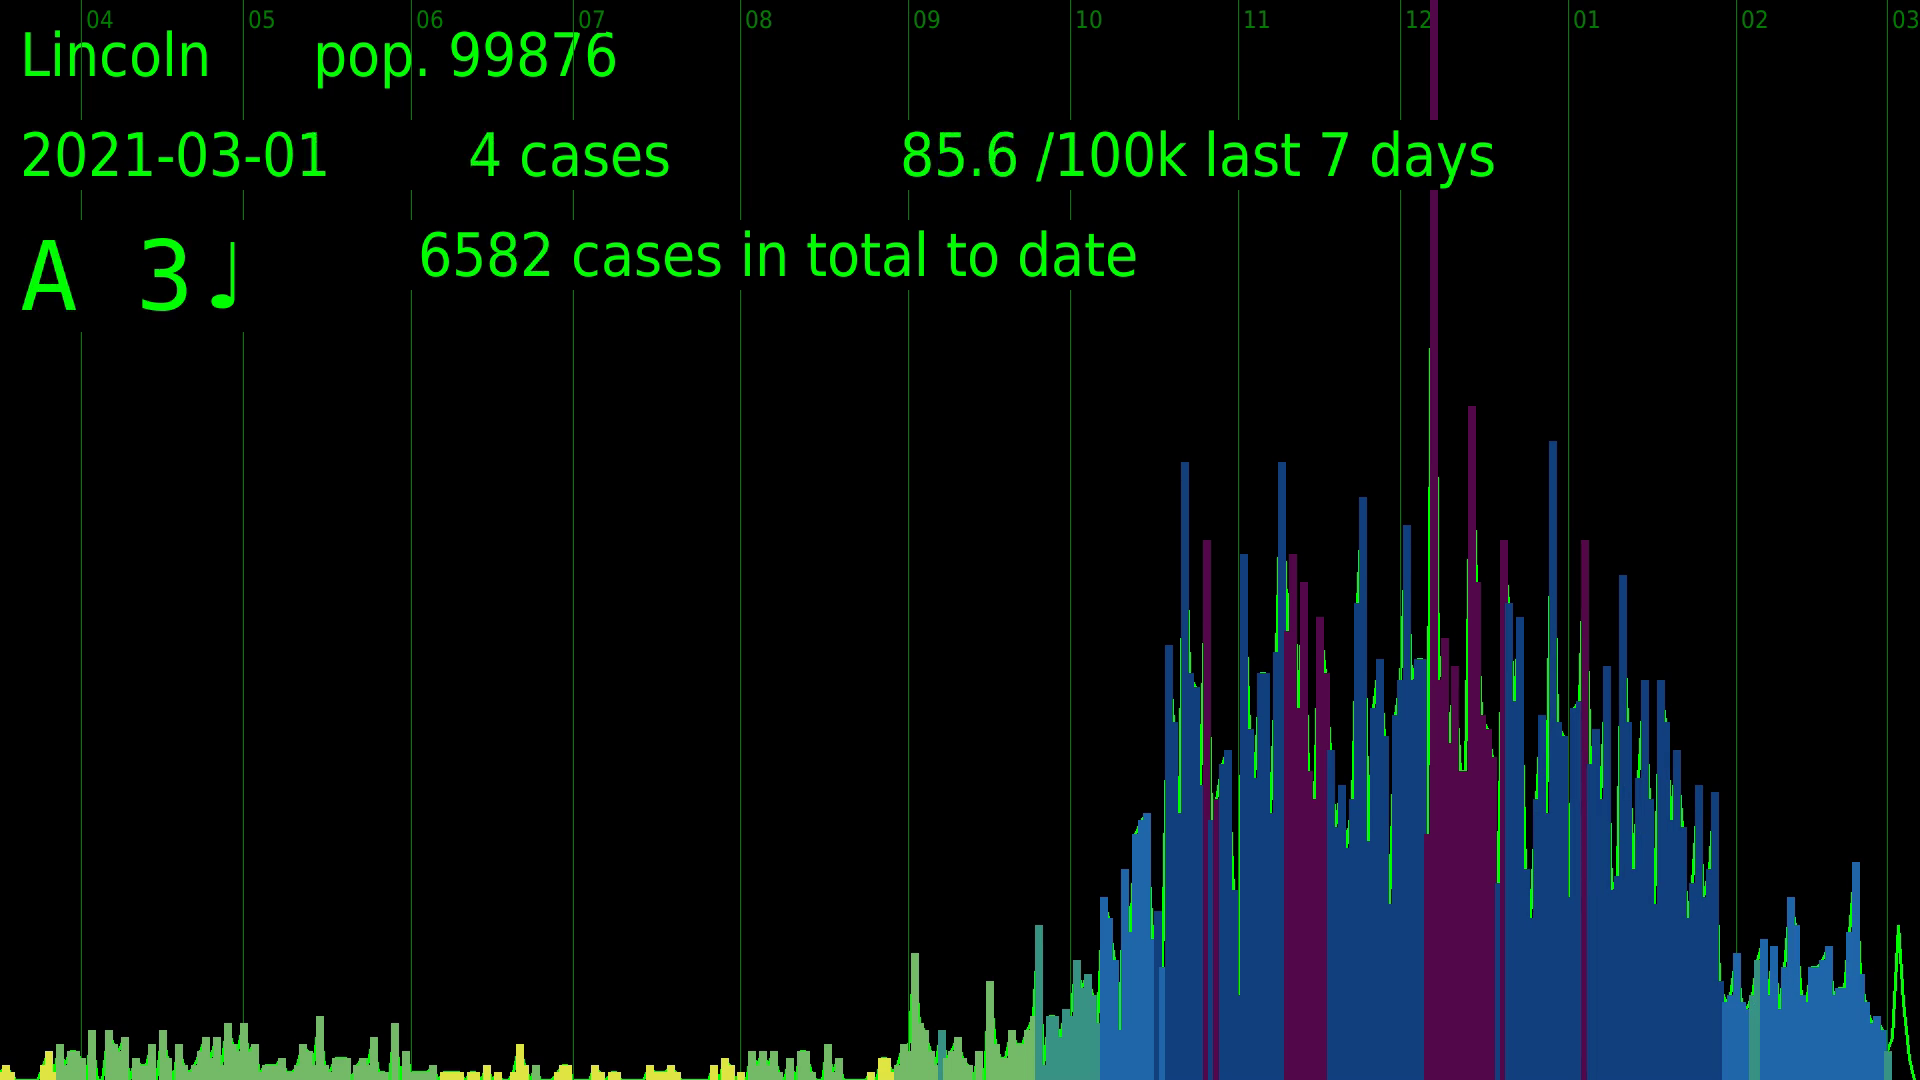 04 05 06 07 08 09 10 11 12 01 02 03
Lincoln pop. 99876
2021-03-01 4 cases 85.6 /100k last 7 days
A 3♩ 6582 cases in total to date